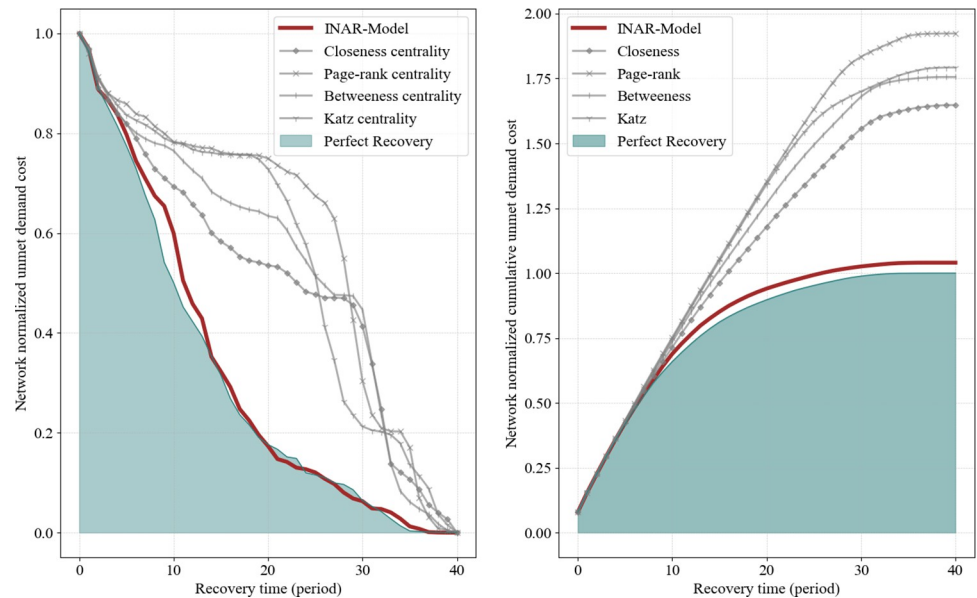 Network normalized unmet demand cost
1.0
0.8
0.6
0.4
0.2
0.0
0
10
20
30
40
Recovery time (period)
INAR-Model
Closeness centrality
Page-rank centrality
Betweeness centrality
Katz centrality
Perfect Recovery
Network normalized cumulative unmet demand cost
2.00
1.75
1.50
1.25
1.00
0.75
0.50
0.25
0.00
0
10
20
30
40
Recovery time (period)
INAR-Model
Closeness
Page-rank
Betweeness
Katz
Perfect Recovery